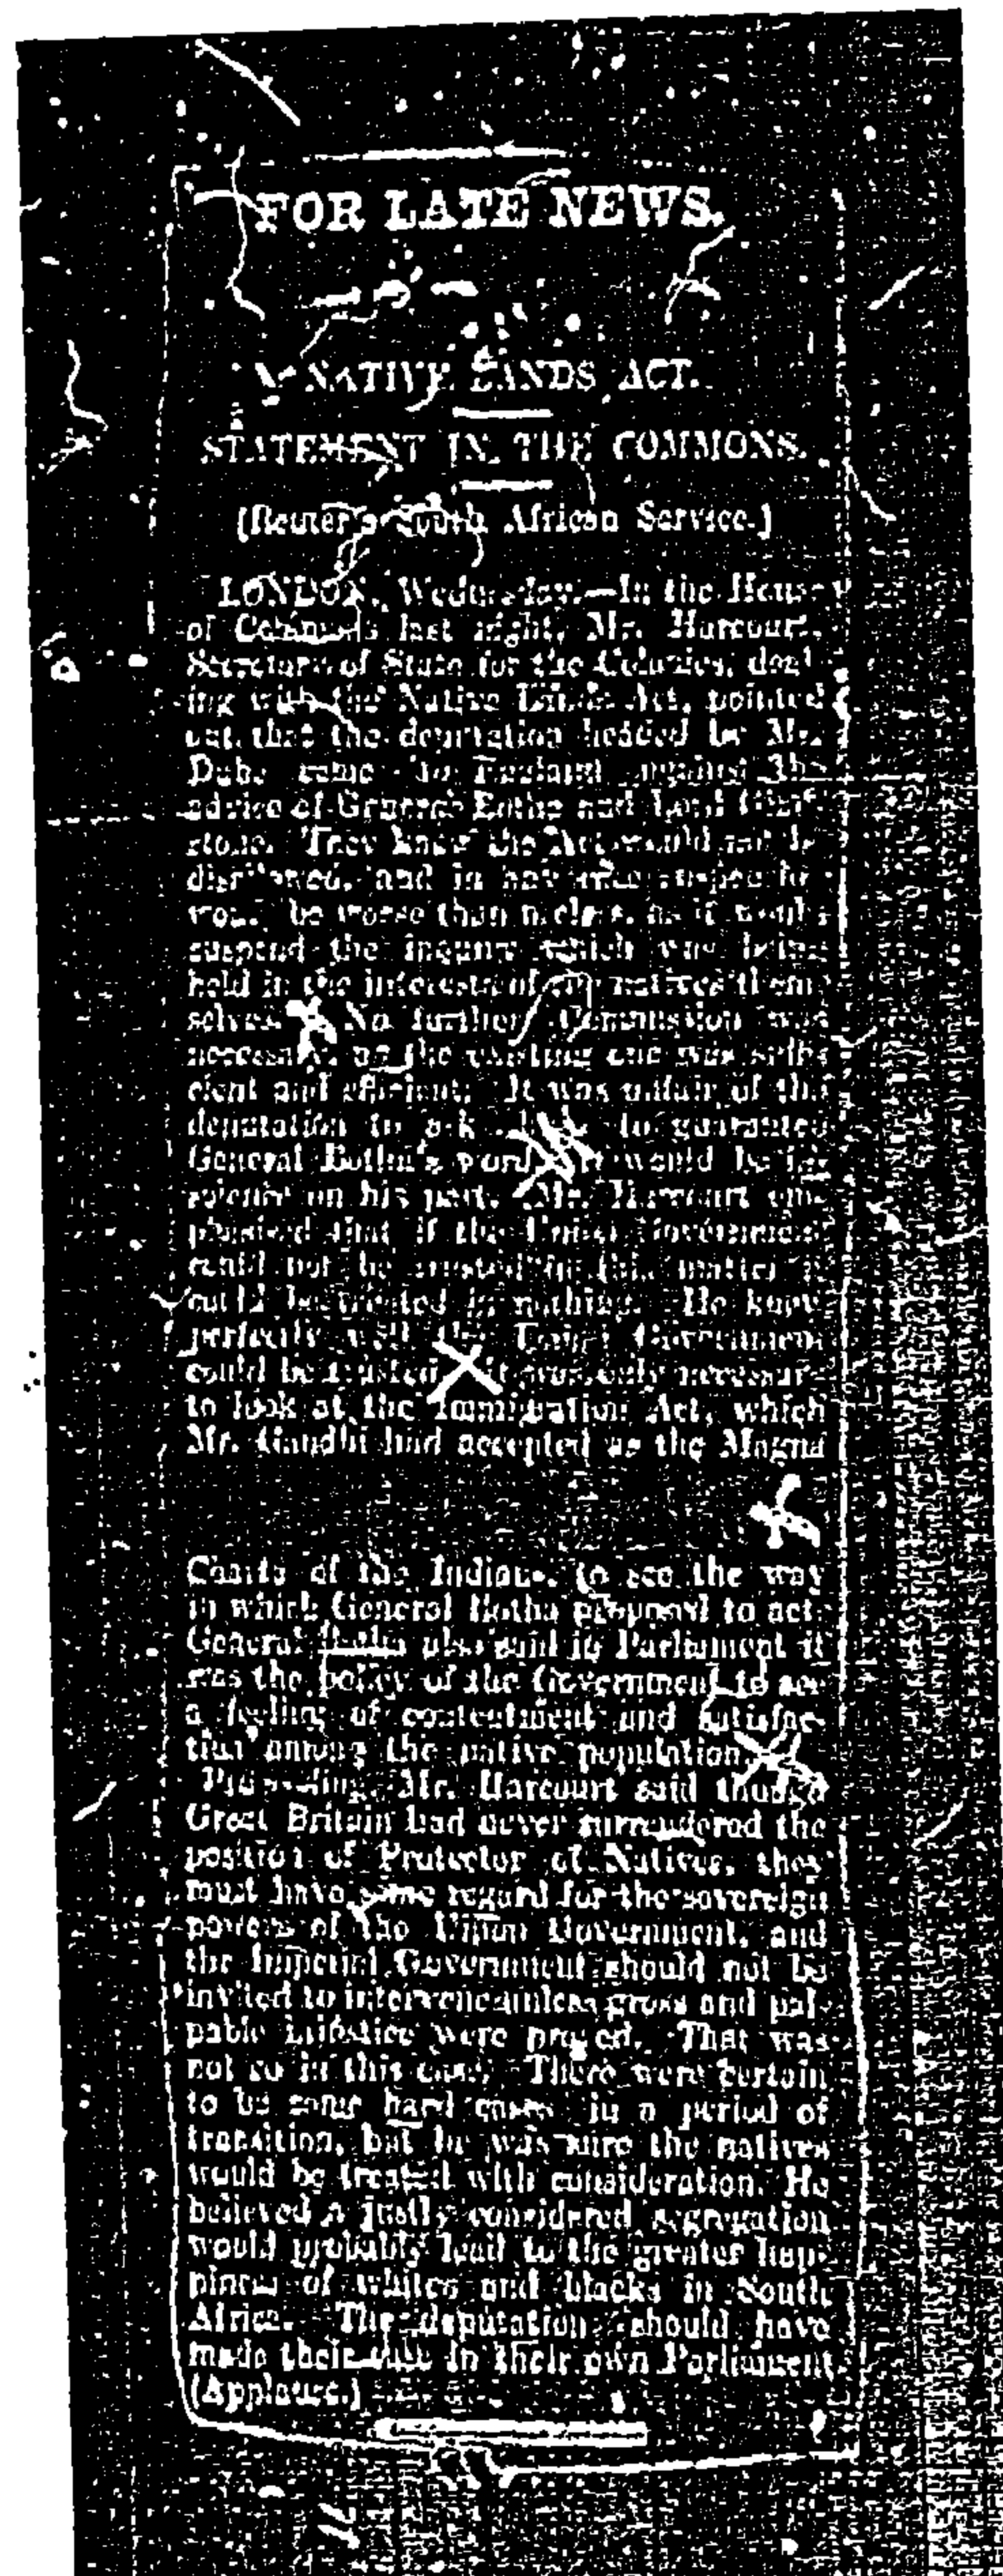 FOR LATE NEWS.
NATIVE LANDS ACT.
STATEMENT IN THE COMMONS.
(Reuter's South African Service.)
LONDON, Wednesday.—In the House
of Commons last night, Mr. Harcourt,
Secretary of State for the Colonies, deal-
ing with the Native Lands Act, pointed
out that the deputation headed by Mr.
Dube came to England against the
advice of General Botha and Lord Glad-
stone. They knew the Act would not be
disallowed, and in any case suspension
would be worse than useless, as it would
suspend the inquiry which was being
held in the interests of the natives them-
selves. No further Commission was
necessary, as the existing one was suffi-
cient and efficient. It was unfair of the
deputation to ask him to guarantee
General Botha's word. It would be
on his part. Mr. Harcourt em-
phasised that if the Union Government
could not be trusted in this matter it
could be trusted in nothing. He knew
perfectly well the Union Government
could be trusted. It was only necessary
to look at the Immigration Act, which
Mr. Gandhi had accepted as the Magna
Charta of the Indians, to see the way
in which General Botha proposed to act.
General Botha also said in Parliament it
was the policy of the Government to see
a feeling of contentment and satisfac-
tion among the native population.
Proceeding, Mr. Harcourt said though
Great Britain had never surrendered the
position of Protector of Natives, they
must have some regard for the sovereign
powers of the Union Government, and
the Imperial Government should not be
invited to intervene unless gross and pal-
pable injustice were proved. That was
not so in this case. There were certain
to be some hard cases in a period of
transition, but he was sure the natives
would be treated with consideration. He
believed a justly considered segregation
would probably lead to the greater hap-
piness of whites and blacks in South
Africa. The deputation should have
made their case in their own Parliament.
(Applause.)